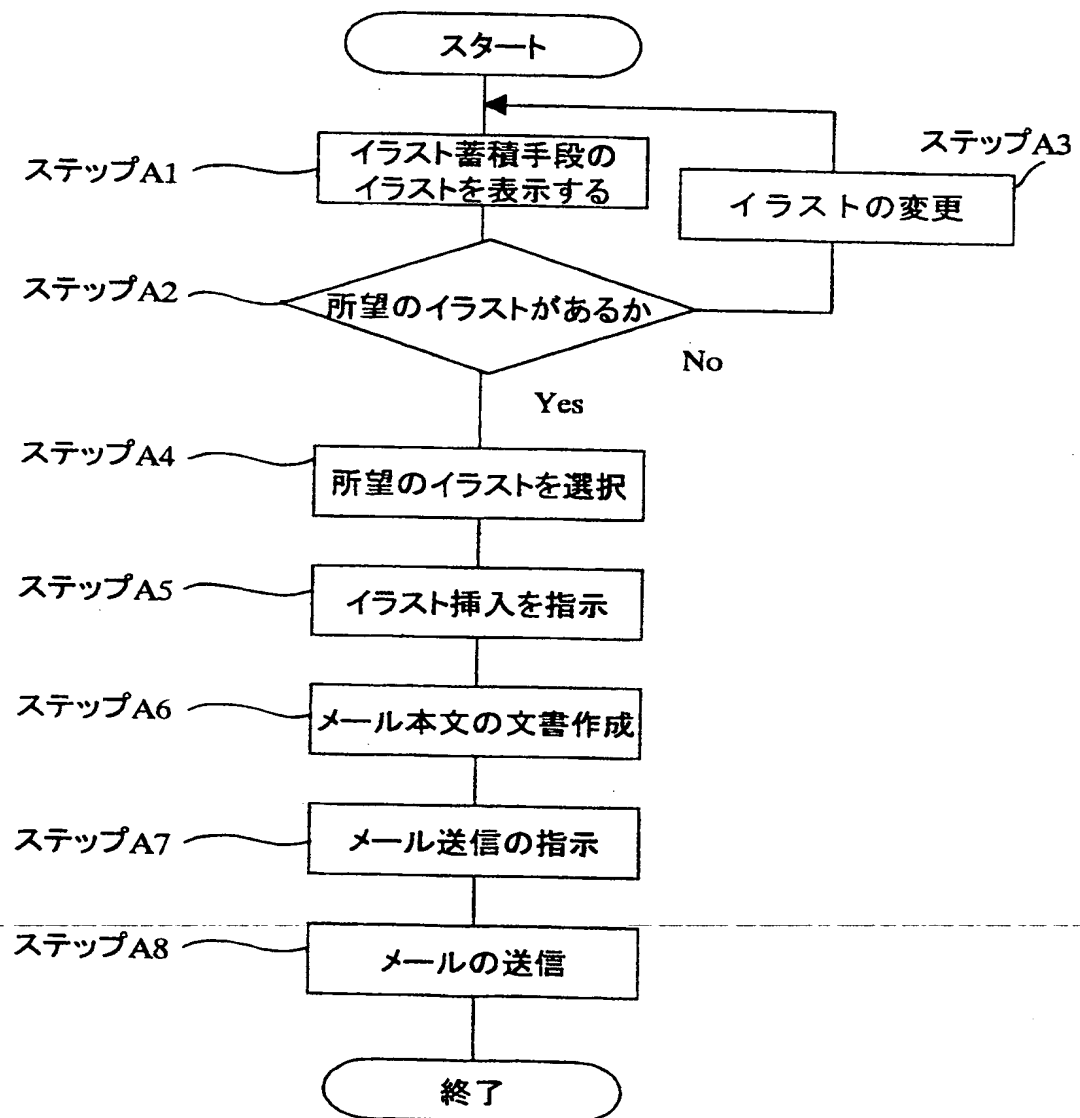 スタート
ステップA1
イラスト蓄積手段の
イラストを表示する
ステップA3
イラストの変更
ステップA2
所望のイラストがあるか
No
Yes
ステップA4
所望のイラストを選択
ステップA5
イラスト挿入を指示
ステップA6
メール本文の文書作成
ステップA7
メール送信の指示
ステップA8
メールの送信
終了